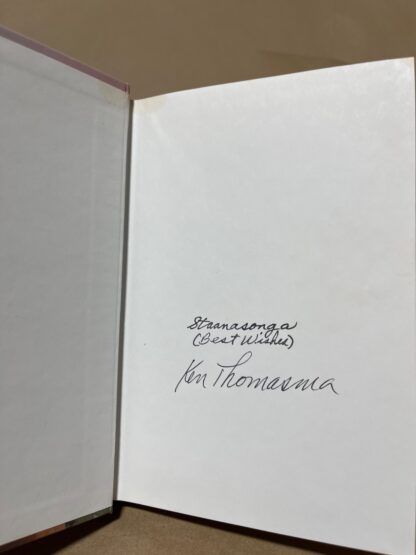 Staanasonga
(Best Wishes)
Ken Thomasma